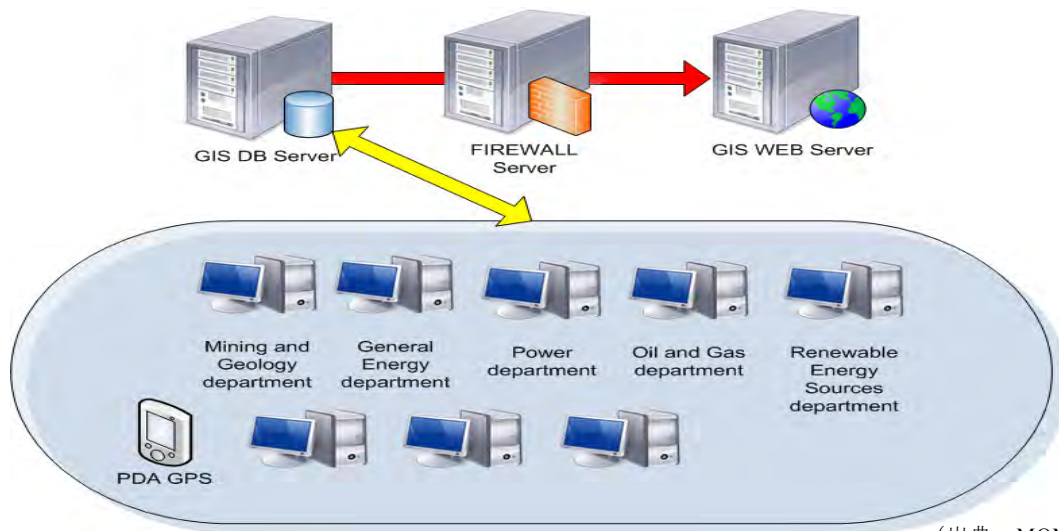 GIS DB Server
FIREWALL
Server
GIS WEB Server
Mining and
Geology
department
General
Energy
department
Power
department
Oil and Gas
department
Renewable
Energy
Sources
department
PDA GPS